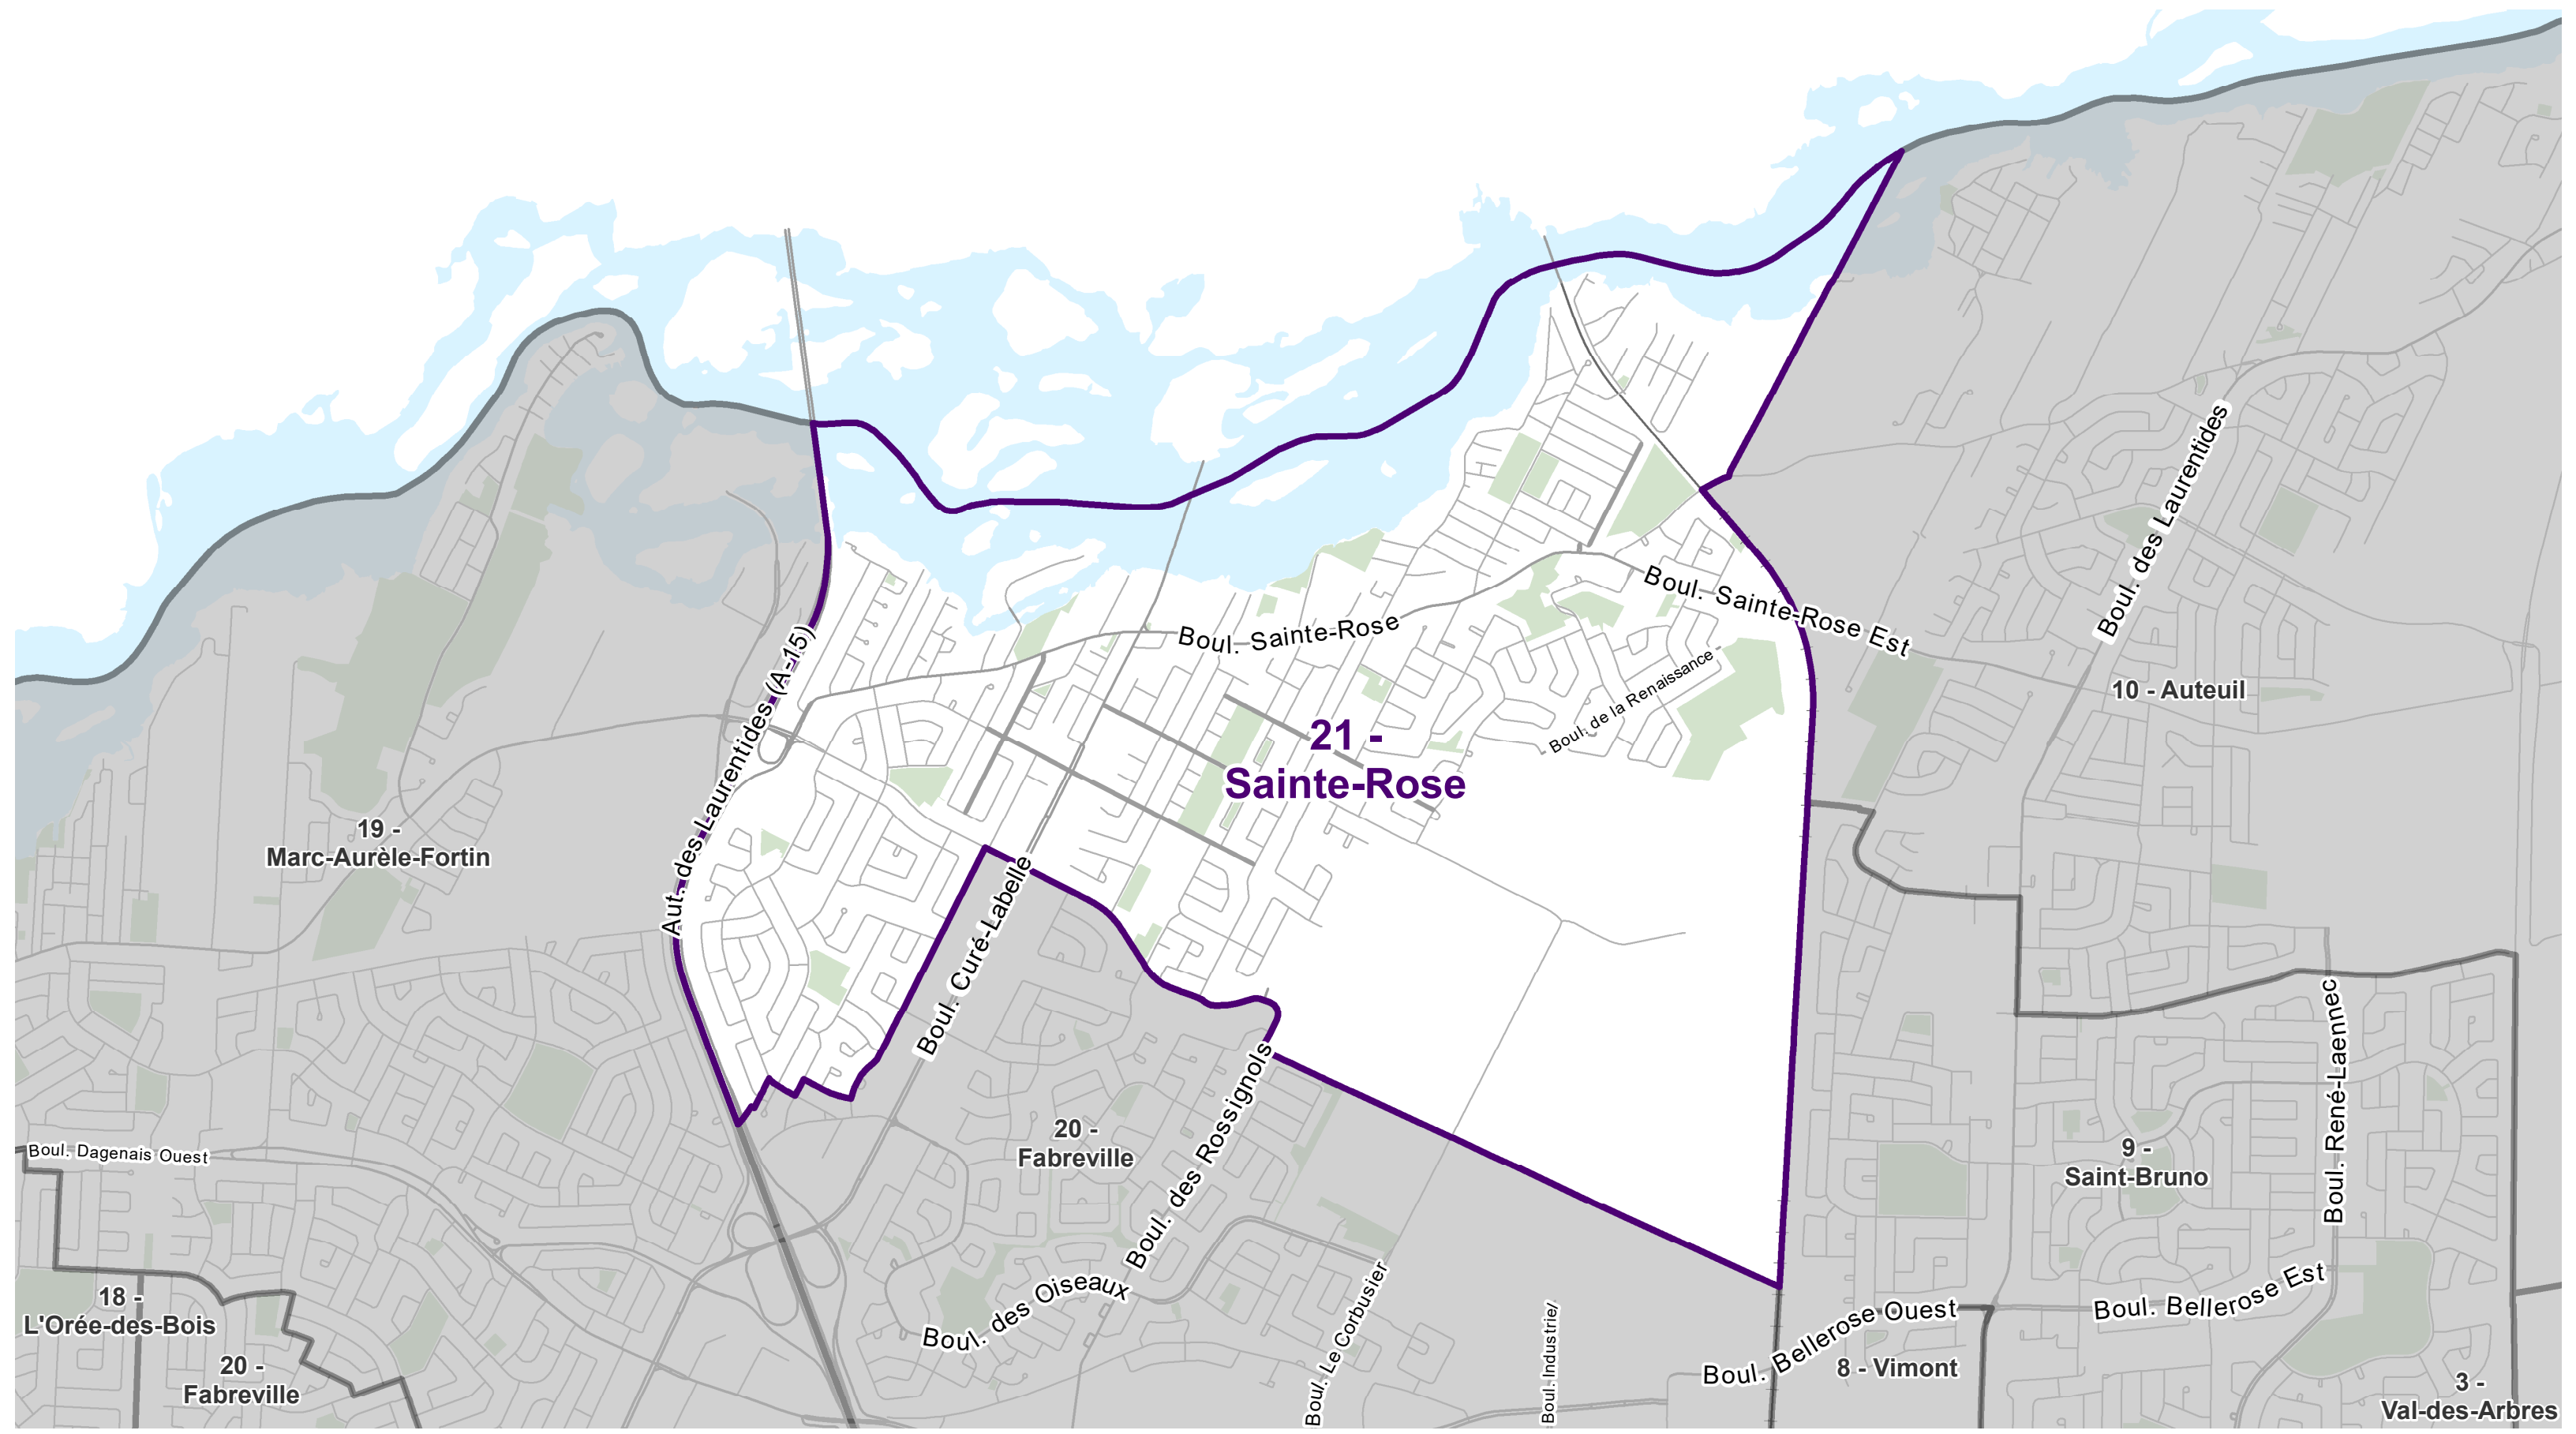 Boul. des Laurentides
Boul. Sainte-Rose Est
Boul. Sainte-Rose
Aut. des Laurentides (A-15)
Boul. de la Renaissance
10 - Auteuil
21 -
Sainte-Rose
19 -
Marc-Aurèle-Fortin
Boul. Curé-Labelle
Boul. René-Laennec
Boul. des Rossignols
20 -
Fabreville
Boul. Dagenais Ouest
9 -
Saint-Bruno
Boul. des Oiseaux
Boul. Le Corbusier
Boul. Industriel
Boul. Bellerose Ouest
Boul. Bellerose Est
18 -
L'Orée-des-Bois
20 -
Fabreville
8 - Vimont
3 -
Val-des-Arbres